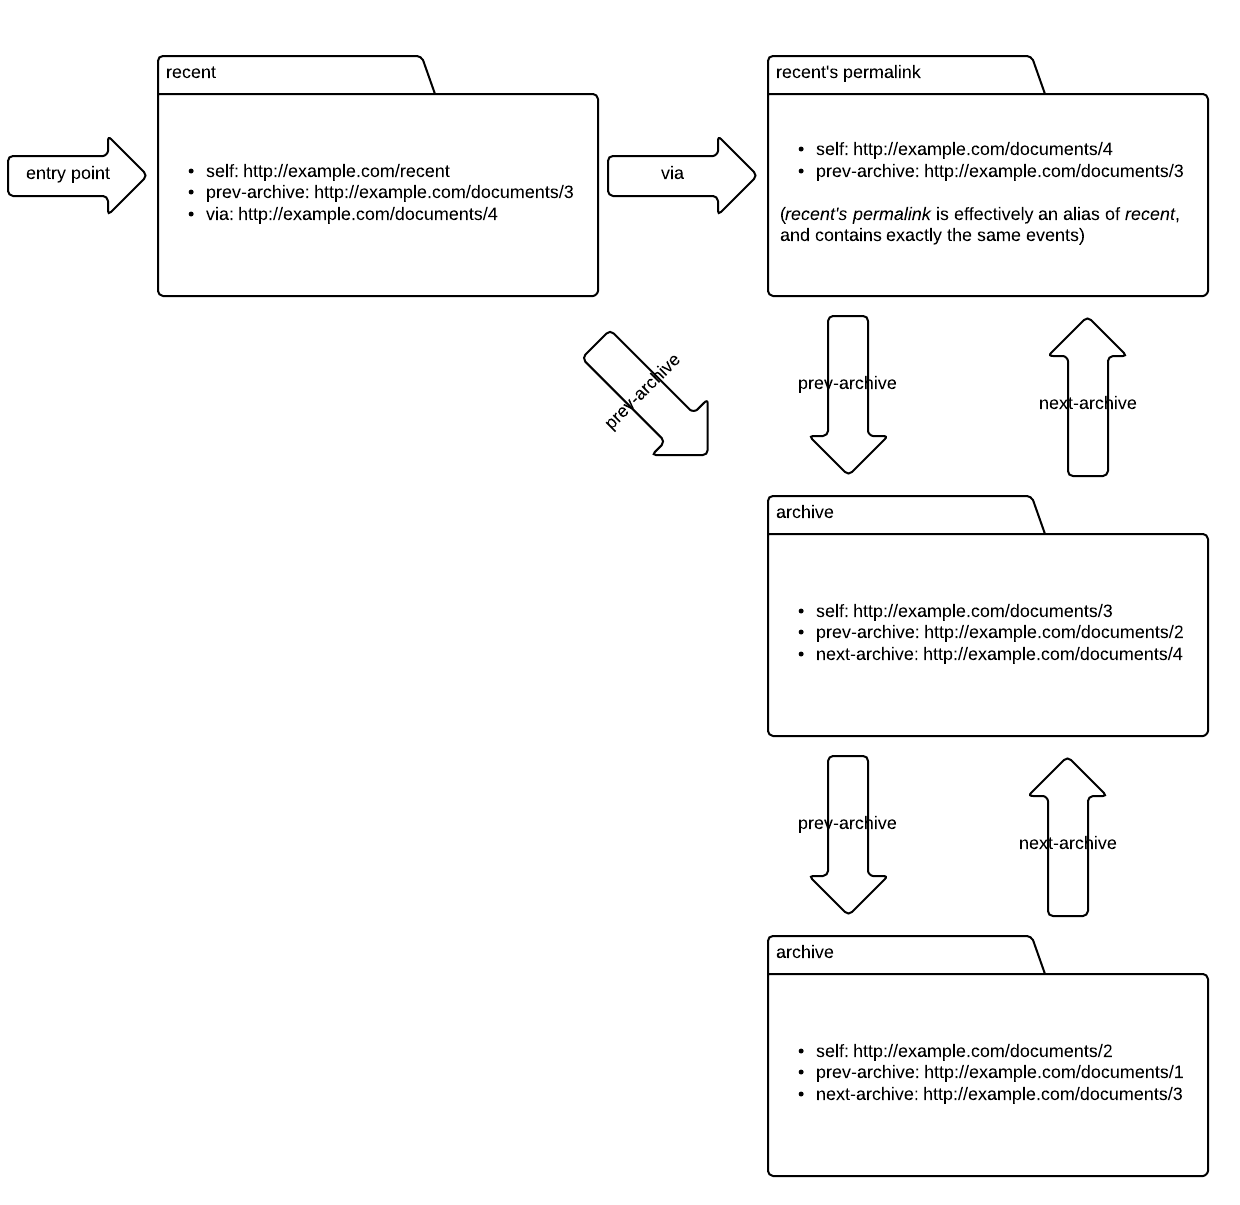 recent
recent's permalink
entry point
• self: http://example.com/recent
• prev-archive: http://example.com/documents/3
• via: http://example.com/documents/4
via
• self: http://example.com/documents/4
• prev-archive: http://example.com/documents/3
(recent's permalink is effectively an alias of recent,
and contains exactly the same events)
prev-archive
prev-archive
next-archive
archive
• self: http://example.com/documents/3
• prev-archive: http://example.com/documents/2
• next-archive: http://example.com/documents/4
prev-archive
next-archive
archive
• self: http://example.com/documents/2
• prev-archive: http://example.com/documents/1
• next-archive: http://example.com/documents/3